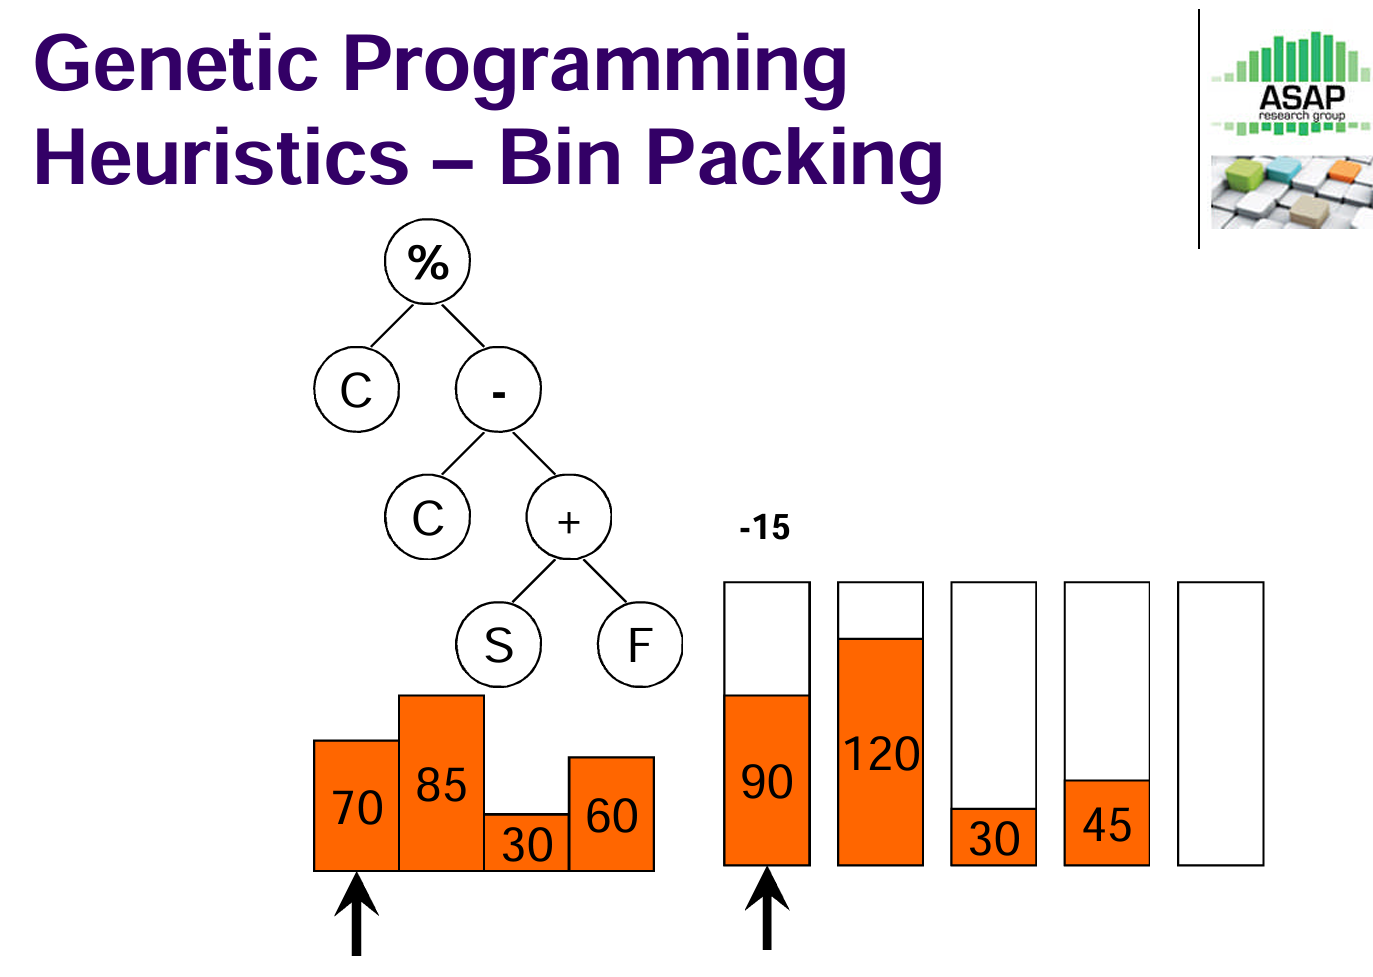 Genetic Programming
Heuristics – Bin Packing
ASAP
research group
%
C
-
C
+
S
F
-15
70
85
30
60
90
120
30
45